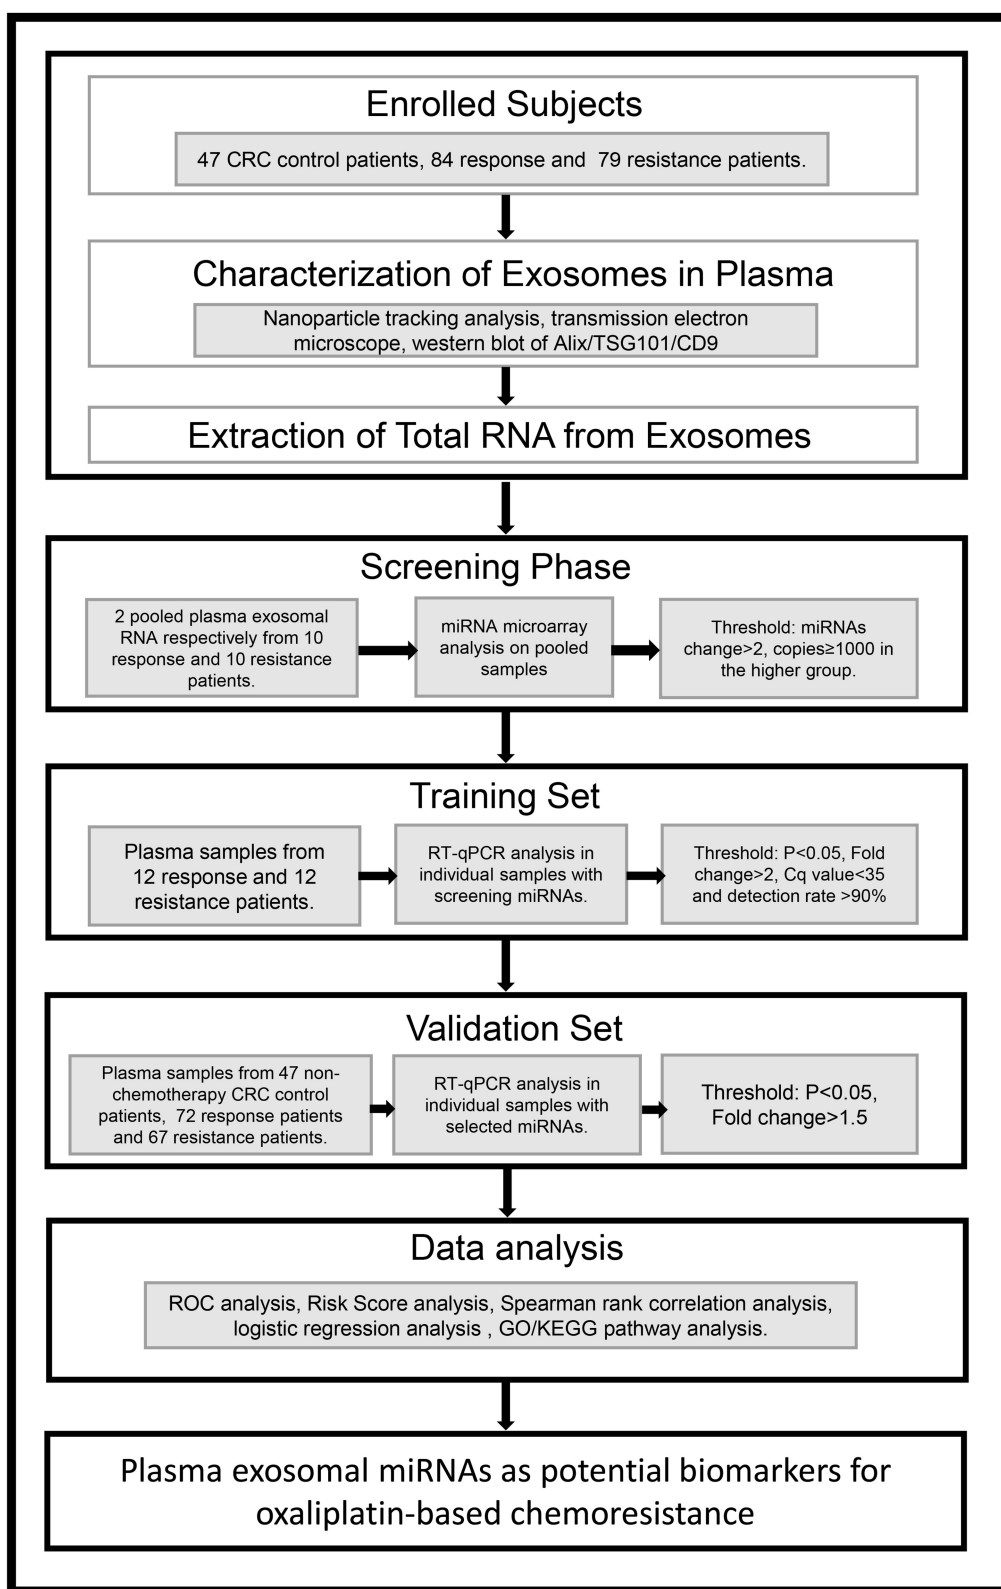 Enrolled Subjects
47 CRC control patients, 84 response and 79 resistance patients.
Characterization of Exosomes in Plasma
Nanoparticle tracking analysis, transmission electron
microscope, western blot of Alix/TSG101/CD9
Extraction of Total RNA from Exosomes
Screening Phase
2 pooled plasma exosomal
RNA respectively from 10
response and 10 resistance
patients.
miRNA microarray
analysis on pooled
samples
Threshold: miRNAs
change>2, copies≥1000 in
the higher group.
Training Set
Plasma samples from
12 response and 12
resistance patients.
RT-qPCR analysis in
individual samples with
screening miRNAs.
Threshold: P<0.05, Fold
change>2, Cq value<35
and detection rate >90%
Validation Set
Plasma samples from 47 non-
chemotherapy CRC control
patients, 72 response patients
and 67 resistance patients.
RT-qPCR analysis in
individual samples with
selected miRNAs.
Threshold: P<0.05,
Fold change>1.5
Data analysis
ROC analysis, Risk Score analysis, Spearman rank correlation analysis,
logistic regression analysis , GO/KEGG pathway analysis.
Plasma exosomal miRNAs as potential biomarkers for
oxaliplatin-based chemoresistance